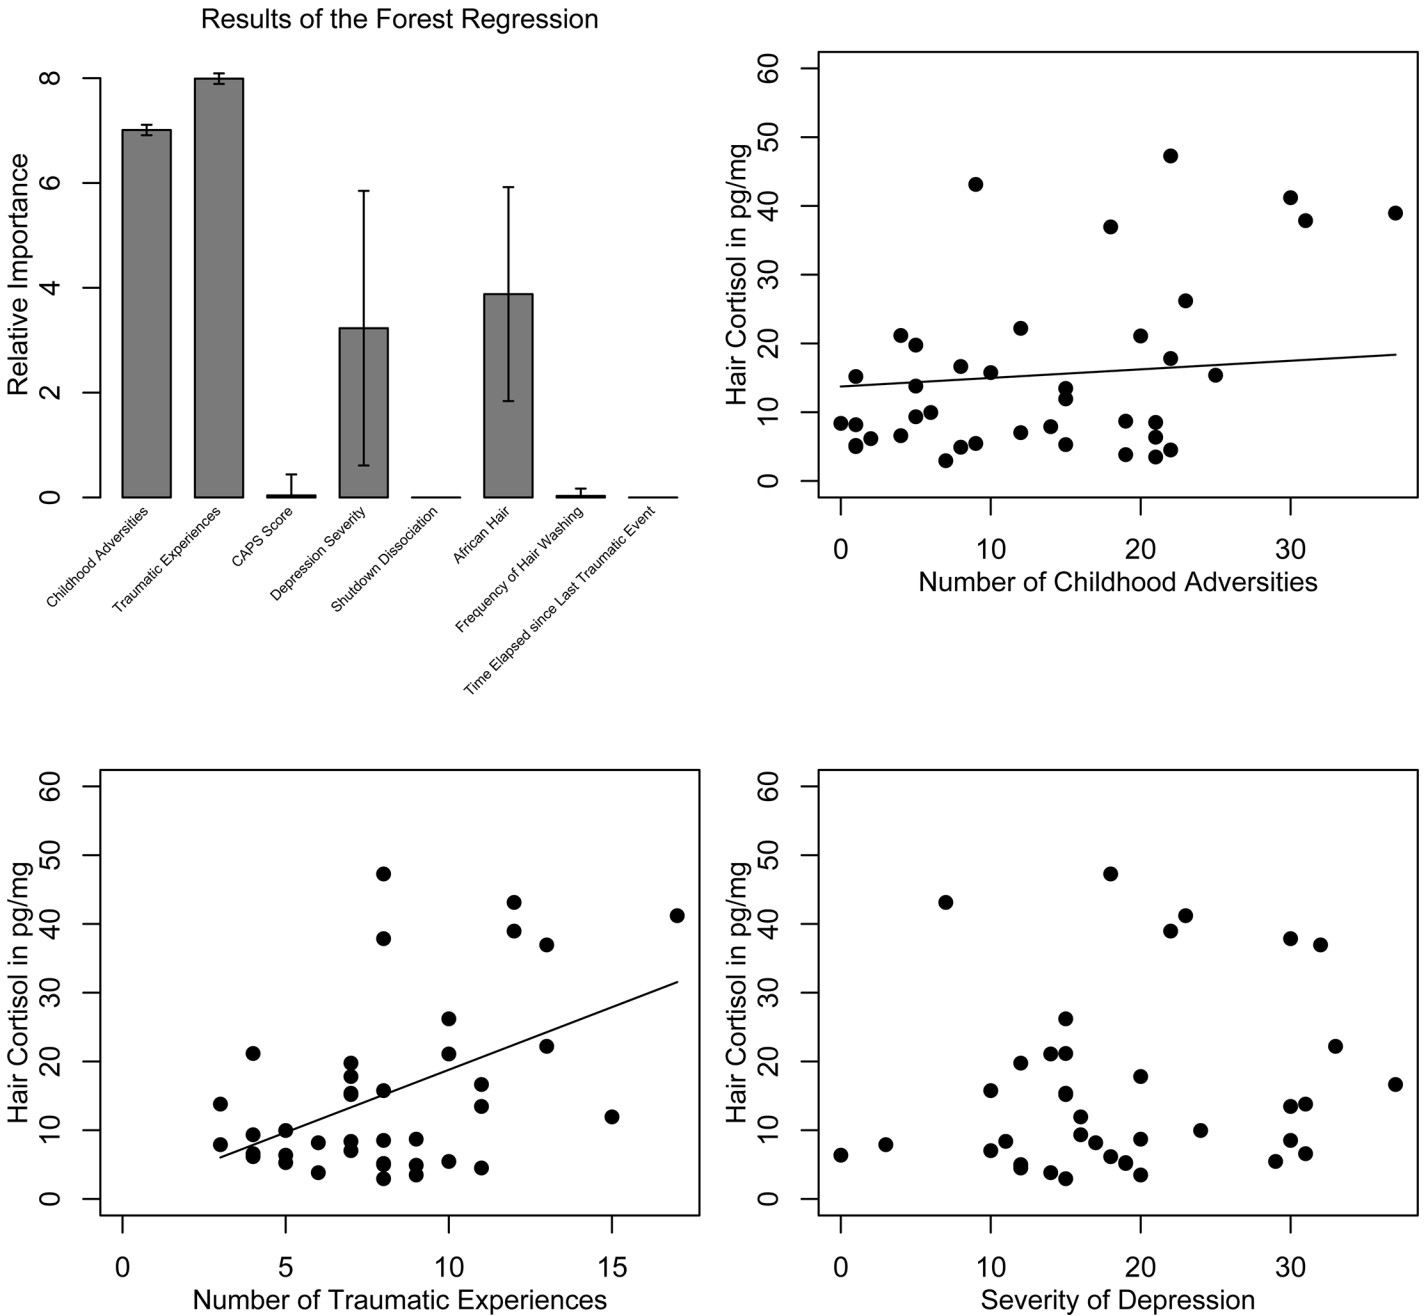 Results of the Forest Regression
Relative Importance
8
6
4
2
0
Childhood Adversities
Traumatic Experiences
CAPS Score
Depression Severity
Shutdown Dissociation
African Hair
Frequency of Hair Washing
Time Elapsed since Last Traumatic Event
Hair Cortisol in pg/mg
60
50
40
30
20
10
0
0 10 20 30
Number of Childhood Adversities
Hair Cortisol in pg/mg
60
50
40
30
20
10
0
0 5 10 15
Number of Traumatic Experiences
Hair Cortisol in pg/mg
60
50
40
30
20
10
0
0 10 20 30
Severity of Depression